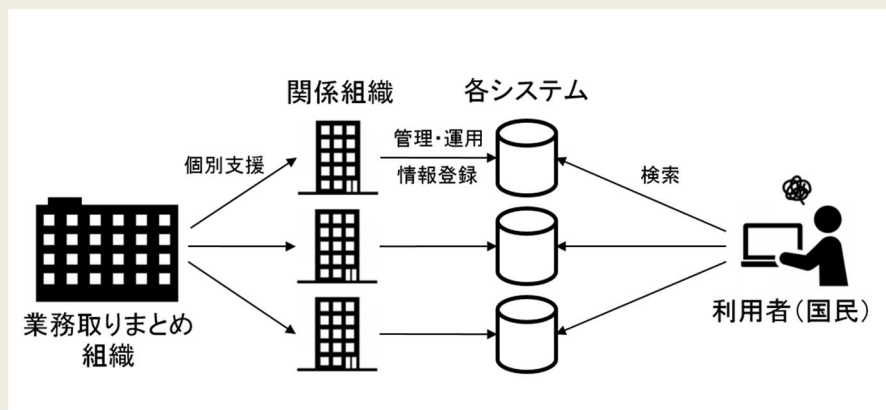 関係組織
各システム
個別支援
管理・運用
情報登録
検索
業務取りまとめ
組織
利用者(国民)